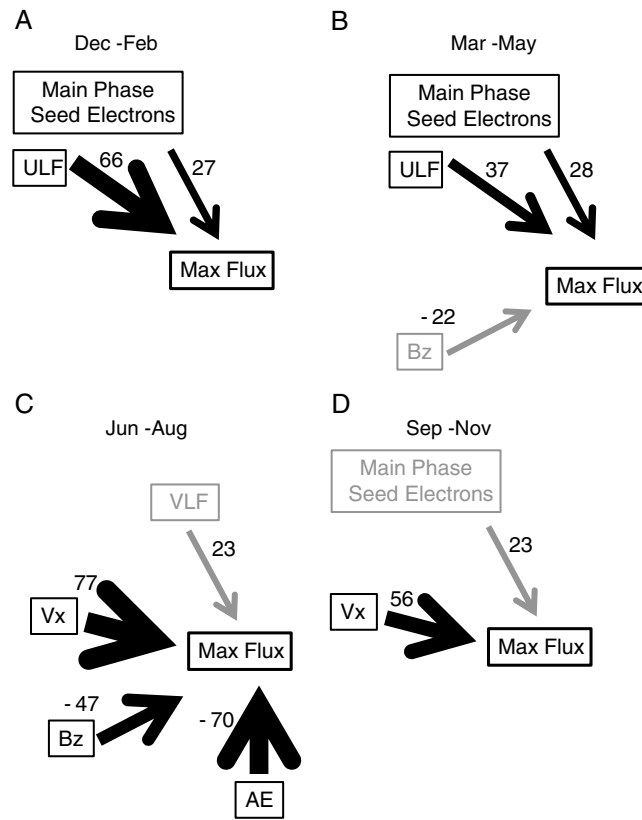 A
Dec -Feb
Main Phase
Seed Electrons
ULF
66
27
Max Flux
B
Mar -May
Main Phase
Seed Electrons
ULF
37
28
Max Flux
- 22
Bz
C
Jun -Aug
VLF
23
77
Vx
Max Flux
- 47
Bz
- 70
AE
D
Sep -Nov
Main Phase
Seed Electrons
23
Vx
56
Max Flux